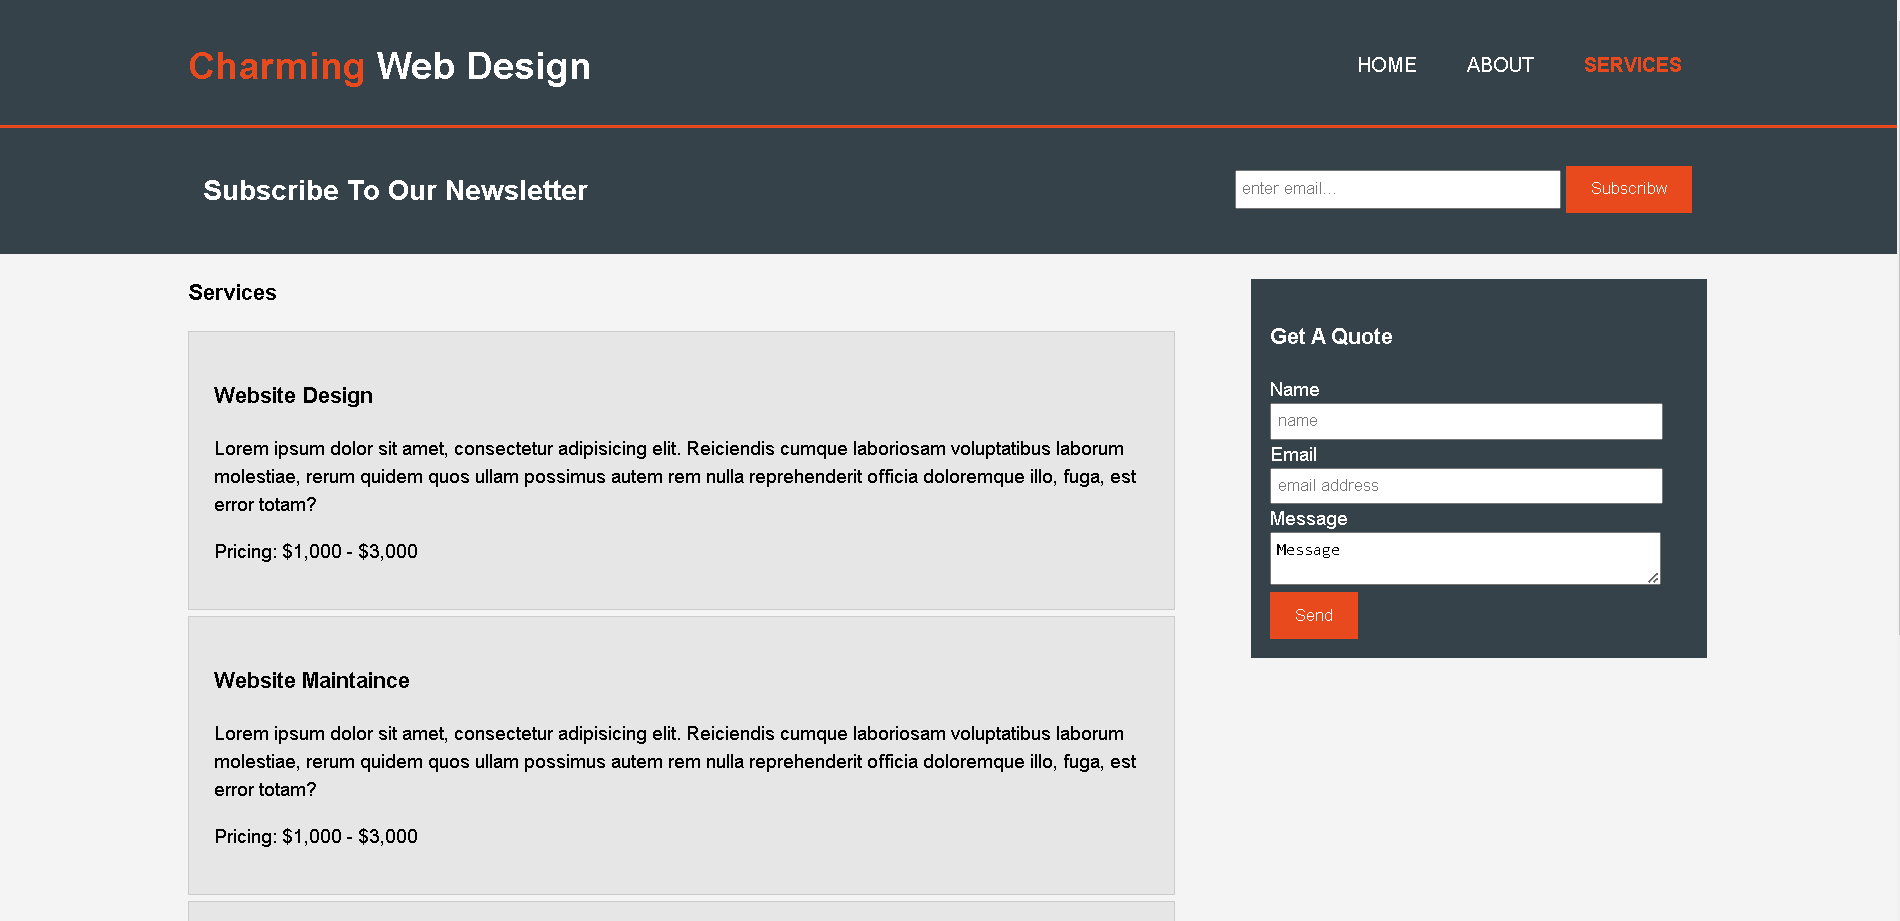 Charming Web Design
HOME ABOUT SERVICES
Subscribe To Our Newsletter
enter email...
Subscribw
Services
Website Design
Lorem ipsum dolor sit amet, consectetur adipisicing elit. Reiciendis cumque laboriosam voluptatibus laborum
molestiae, rerum quidem quos ullam possimus autem rem nulla reprehenderit officia doloremque illo, fuga, est
error totam?
Pricing: $1,000 - $3,000
Website Maintaince
Lorem ipsum dolor sit amet, consectetur adipisicing elit. Reiciendis cumque laboriosam voluptatibus laborum
molestiae, rerum quidem quos ullam possimus autem rem nulla reprehenderit officia doloremque illo, fuga, est
error totam?
Pricing: $1,000 - $3,000
Get A Quote
Name
name
Email
email address
Message
Message
Send